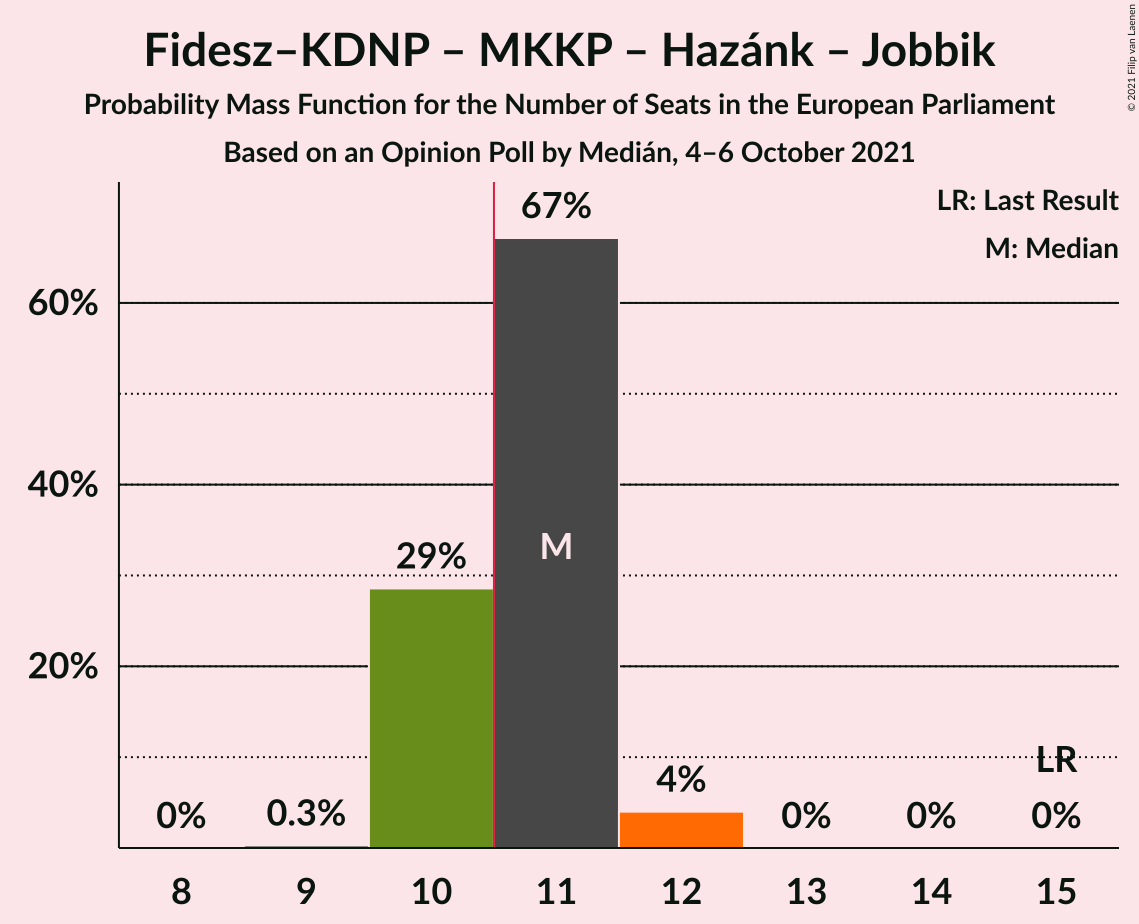 Fidesz–KDNP – MKKP – Hazánk – Jobbik
Probability Mass Function for the Number of Seats in the European Parliament
Based on an Opinion Poll by Medián, 4–6 October 2021
© 2021 Filip van Laenen
LR: Last Result
M: Median
67%
60%
40%
29%
M
20%
LR
0%
0.3%
4%
0%
0%
0%
8 9 10 11 12 13 14 15